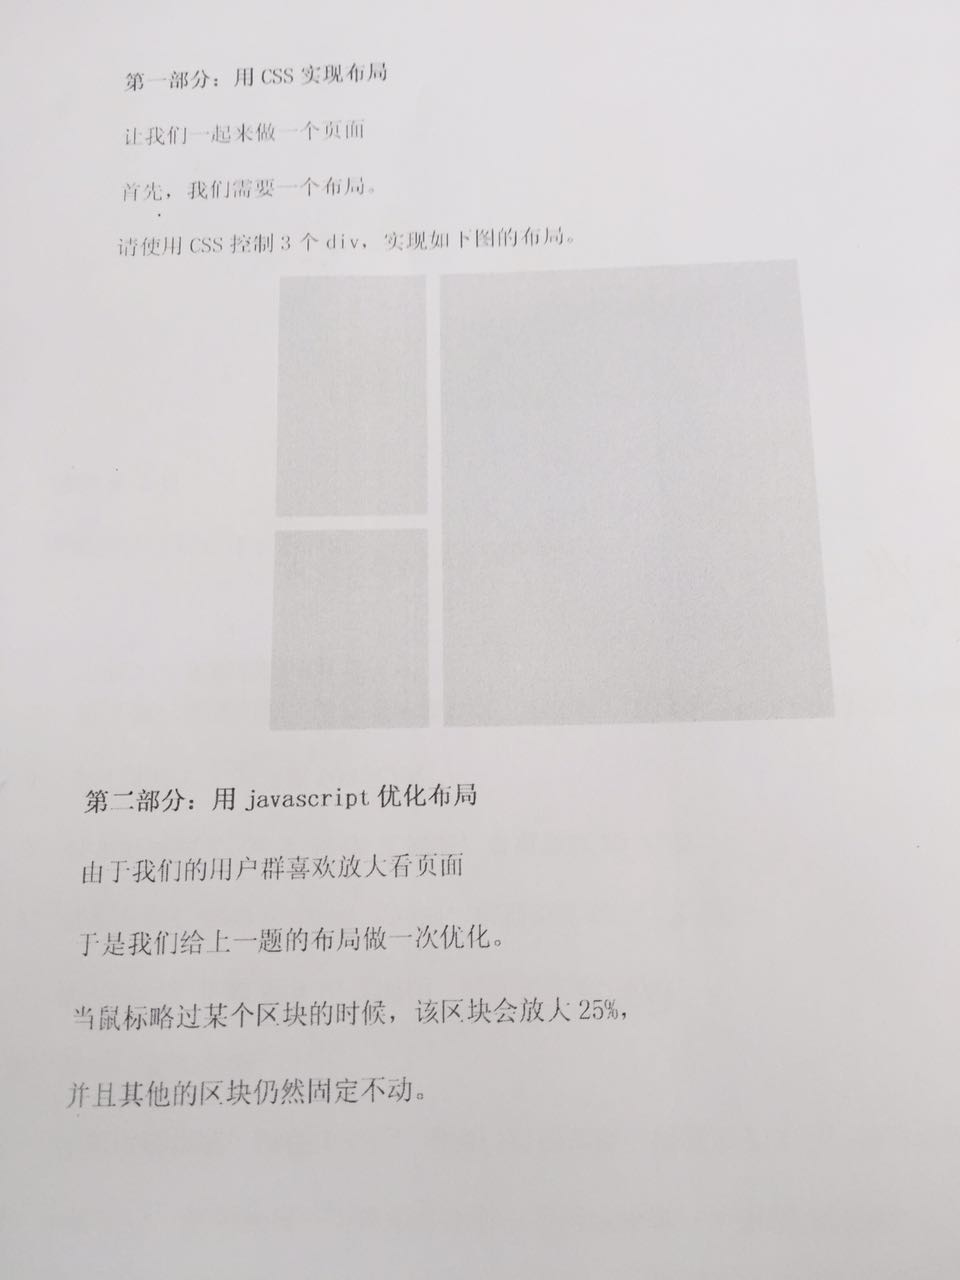 第一部分：用 CSS 实现布局
让我们一起来做一个页面
首先，我们需要一个布局。
请使用 CSS 控制 3 个 div，实现如下图的布局。
第二部分：用 javascript 优化布局
由于我们的用户群喜欢放大看页面
于是我们给上一题的布局做一次优化。
当鼠标略过某个区块的时候，该区块会放大 25%，
并且其他的区块仍然固定不动。